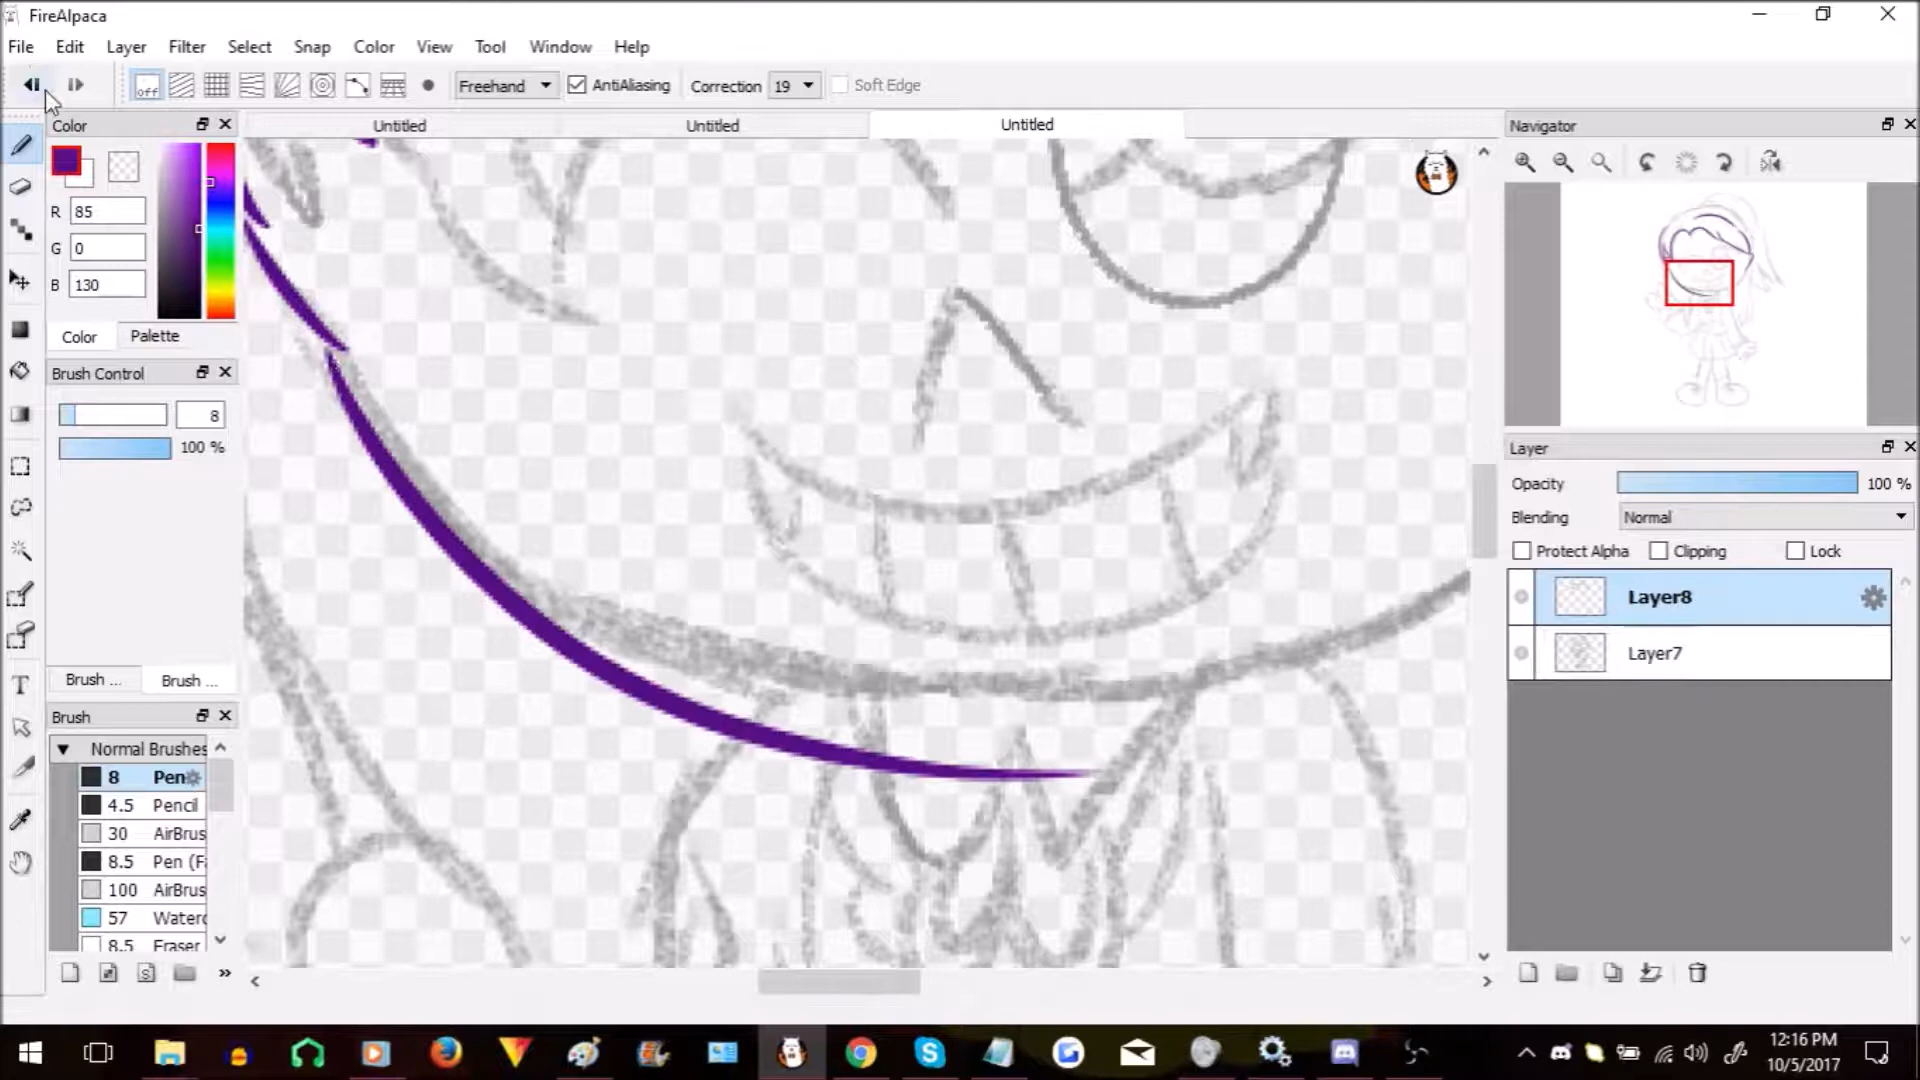 FireAlpaca
File Edit Layer Filter Select Snap Color View Tool Window Help
off Freehand AntiAliasing Correction 19 Soft Edge
Color
Untitled Untitled Untitled
Navigator
R 85
G 0
B 130
Color Palette
Brush Control
8
100 %
Brush ... Brush ...
Brush
Normal Brushes
8 Pen
4.5 Pencil
30 AirBrus
8.5 Pen (F
100 AirBrus
57 Waterc
8.5 Eraser
Layer
Opacity 100 %
Blending Normal
Protect Alpha Clipping Lock
Layer8
Layer7
T
12:16 PM
10/5/2017